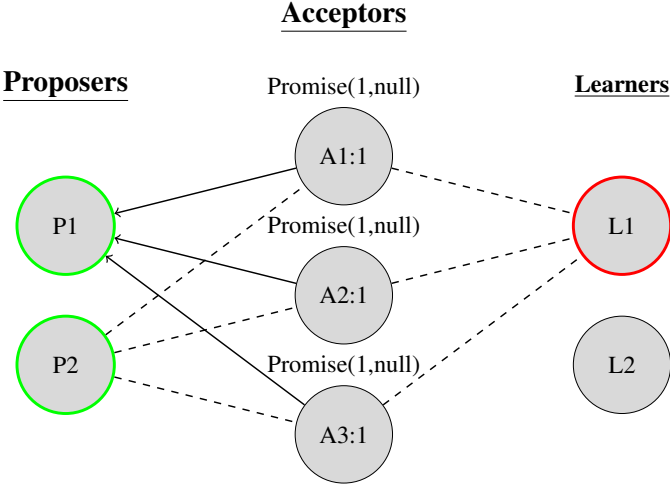 Acceptors
Proposers
Learners
Promise(1,null)
A1:1
P1
L1
Promise(1,null)
A2:1
P2
L2
Promise(1,null)
A3:1